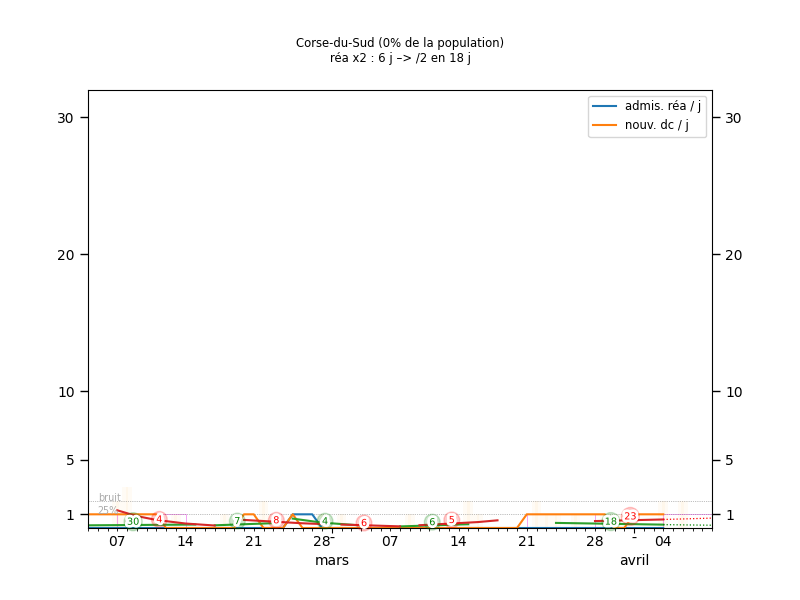 Corse-du-Sud (0% de la population)
réa x2 : 6 j –> /2 en 18 j
admis. réa / j
nouv. dc / j
30 30
20 20
10 10
5 5
1 1
bruit
25%
30 4 7 8 4 6 6 5 18 23
07 14 21 28 07 14 21 28 - 04
mars avril